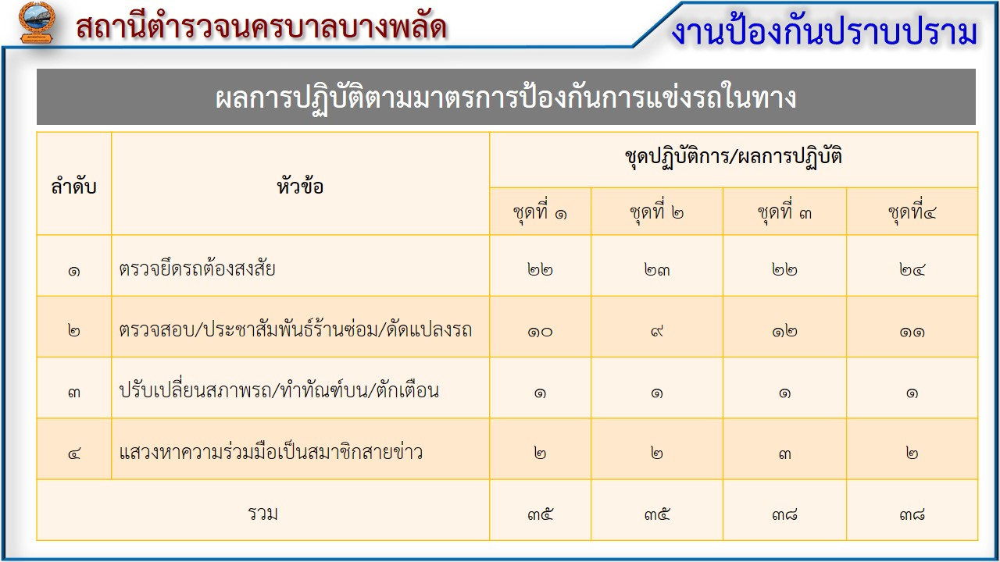 สถานีตำรวจนครบาลบางพลัด
งานป้องกันปราบปราม
ผลการปฏิบัติตามมาตรการป้องกันการแข่งรถในทาง
ลำดับ หัวข้อ ชุดปฏิบัติการ/ผลการปฏิบัติ
ชุดที่ ๑ ชุดที่ ๒ ชุดที่ ๓ ชุดที่๔
๑ ตรวจยึดรถต้องสงสัย ๒๒ ๒๓ ๒๒ ๒๔
๒ ตรวจสอบ/ประชาสัมพันธ์ร้านซ่อม/ดัดแปลงรถ ๑๐ ๙ ๑๒ ๑๑
๓ ปรับเปลี่ยนสภาพรถ/ทำทัณฑ์บน/ตักเตือน ๑ ๑ ๑ ๑
๔ แสวงหาความร่วมมือเป็นสมาชิกสายข่าว ๒ ๒ ๓ ๒
รวม ๓๕ ๓๕ ๓๘ ๓๘